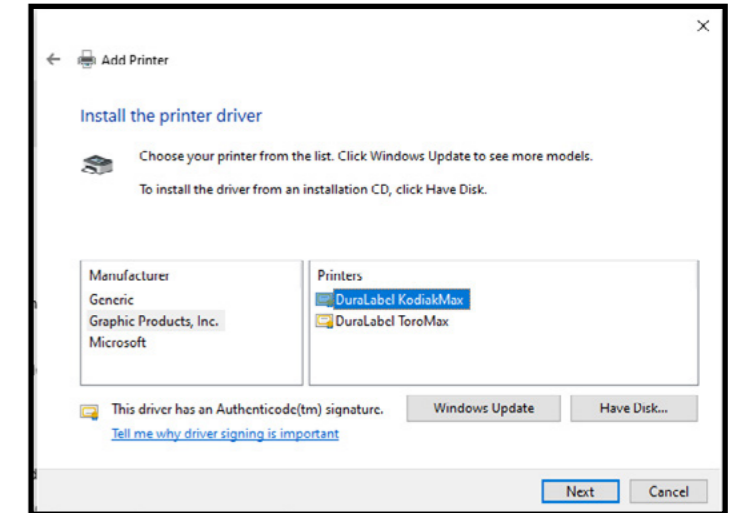 Add Printer
Install the printer driver
Choose your printer from the list. Click Windows Update to see more models.
To install the driver from an installation CD, click Have Disk.
Manufacturer
Generic
Graphic Products, Inc.
Microsoft
Printers
DuraLabel KodiakMax
DuraLabel ToroMax
This driver has an Authenticode(tm) signature.
Windows Update
Have Disk...
Tell me why driver signing is important
Next
Cancel